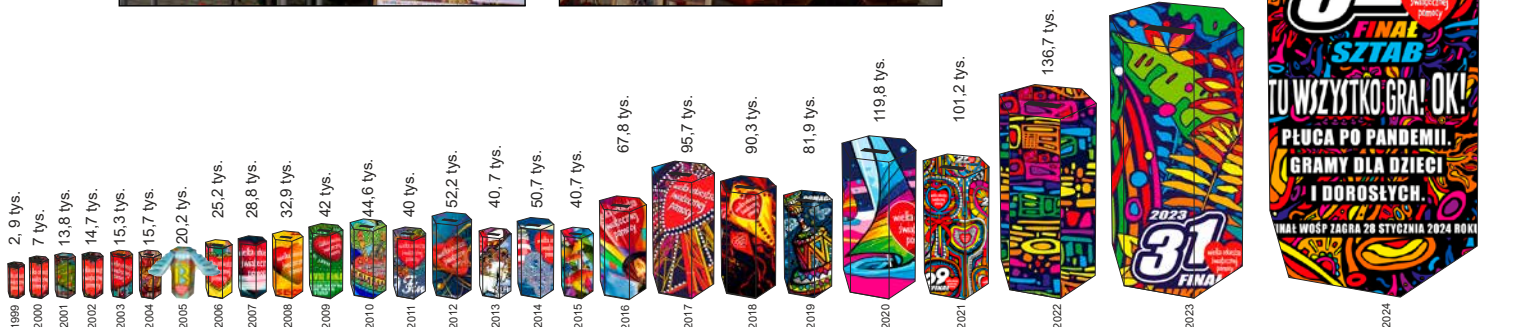 FINAŁ
SZTAB
TU WSZYSTKO GRA! OK!
PŁUCA PO PANDEMII.
GRAMY DLA DZIECI
I DOROSŁYCH.
FINAŁ WOŚP ZAGRA 28 STYCZNIA 2024 ROKU
2023
31
FINAŁ
2, 9 tys.
7 tys.
13,8 tys.
14,7 tys.
15,3 tys.
15,7 tys.
20,2 tys.
25,2 tys.
28,8 tys.
32,9 tys.
42 tys.
44,6 tys.
40 tys.
52,2 tys.
40, 7 tys.
50,7 tys.
40,7 tys.
67,8 tys.
95,7 tys.
90,3 tys.
81,9 tys.
119,8 tys.
101,2 tys.
136,7 tys.
1999
2000
2001
2002
2003
2004
2005
2006
2007
2008
2009
2010
2011
2012
2013
2014
2015
2016
2017
2018
2019
2020
2021
2022
2023
2024